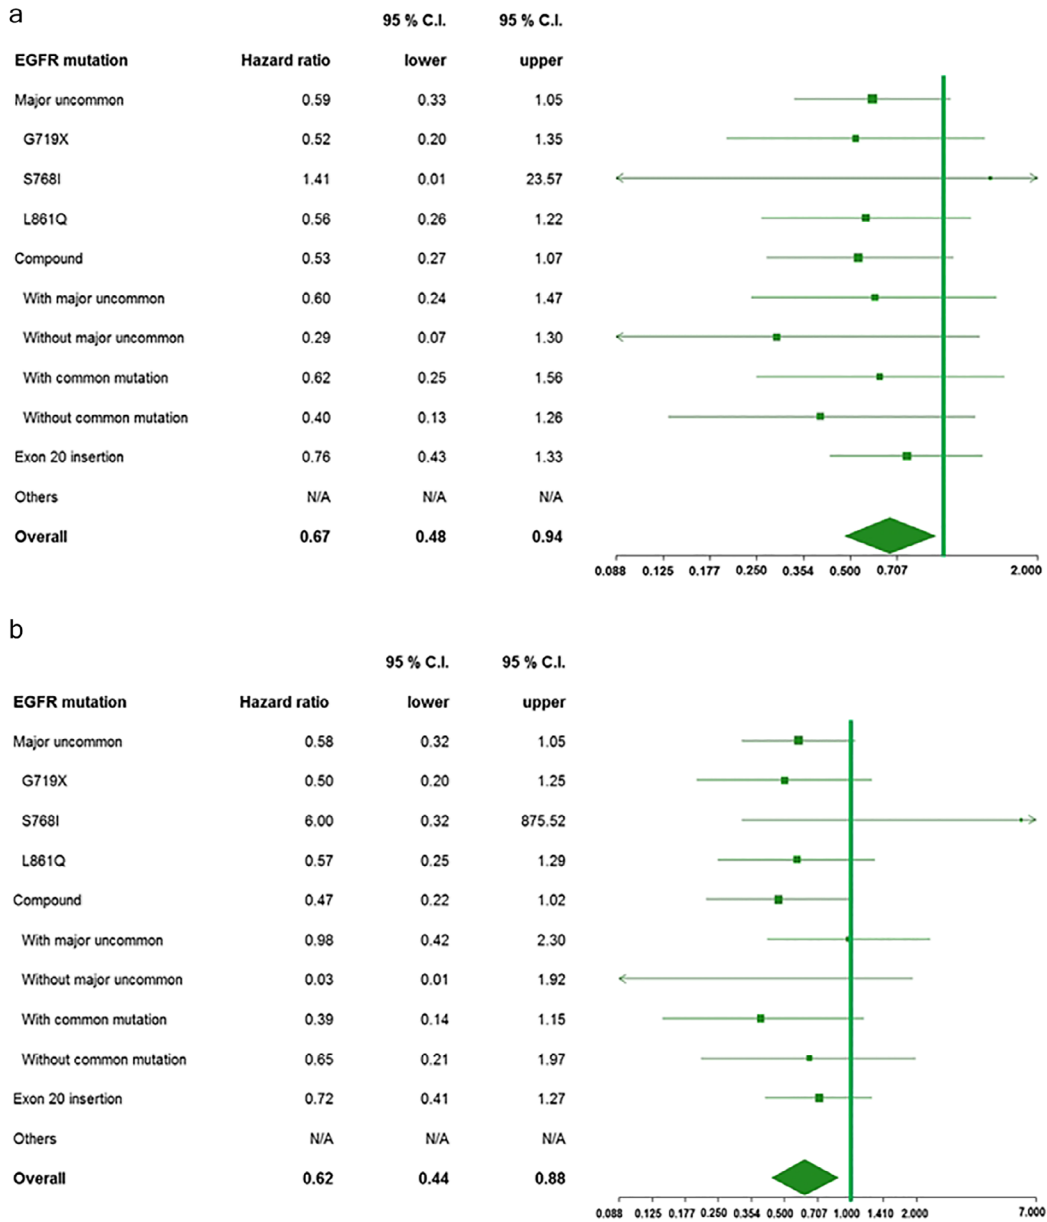 a
95 % C.I. 95 % C.I.
EGFR mutation Hazard ratio lower upper
Major uncommon 0.59 0.33 1.05
G719X 0.52 0.20 1.35
S768I 1.41 0.01 23.57
L861Q 0.56 0.26 1.22
Compound 0.53 0.27 1.07
With major uncommon 0.60 0.24 1.47
Without major uncommon 0.29 0.07 1.30
With common mutation 0.62 0.25 1.56
Without common mutation 0.40 0.13 1.26
Exon 20 insertion 0.76 0.43 1.33
Others N/A N/A N/A
Overall 0.67 0.48 0.94
0.088 0.125 0.177 0.250 0.354 0.500 0.707 2.000
b
95 % C.I. 95 % C.I.
EGFR mutation Hazard ratio lower upper
Major uncommon 0.58 0.32 1.05
G719X 0.50 0.20 1.25
S768I 6.00 0.32 875.52
L861Q 0.57 0.25 1.29
Compound 0.47 0.22 1.02
With major uncommon 0.98 0.42 2.30
Without major uncommon 0.03 0.01 1.92
With common mutation 0.39 0.14 1.15
Without common mutation 0.65 0.21 1.97
Exon 20 insertion 0.72 0.41 1.27
Others N/A N/A N/A
Overall 0.62 0.44 0.88
0.088 0.125 0.177 0.250 0.354 0.500 0.707 1.000 1.410 2.000 7.000